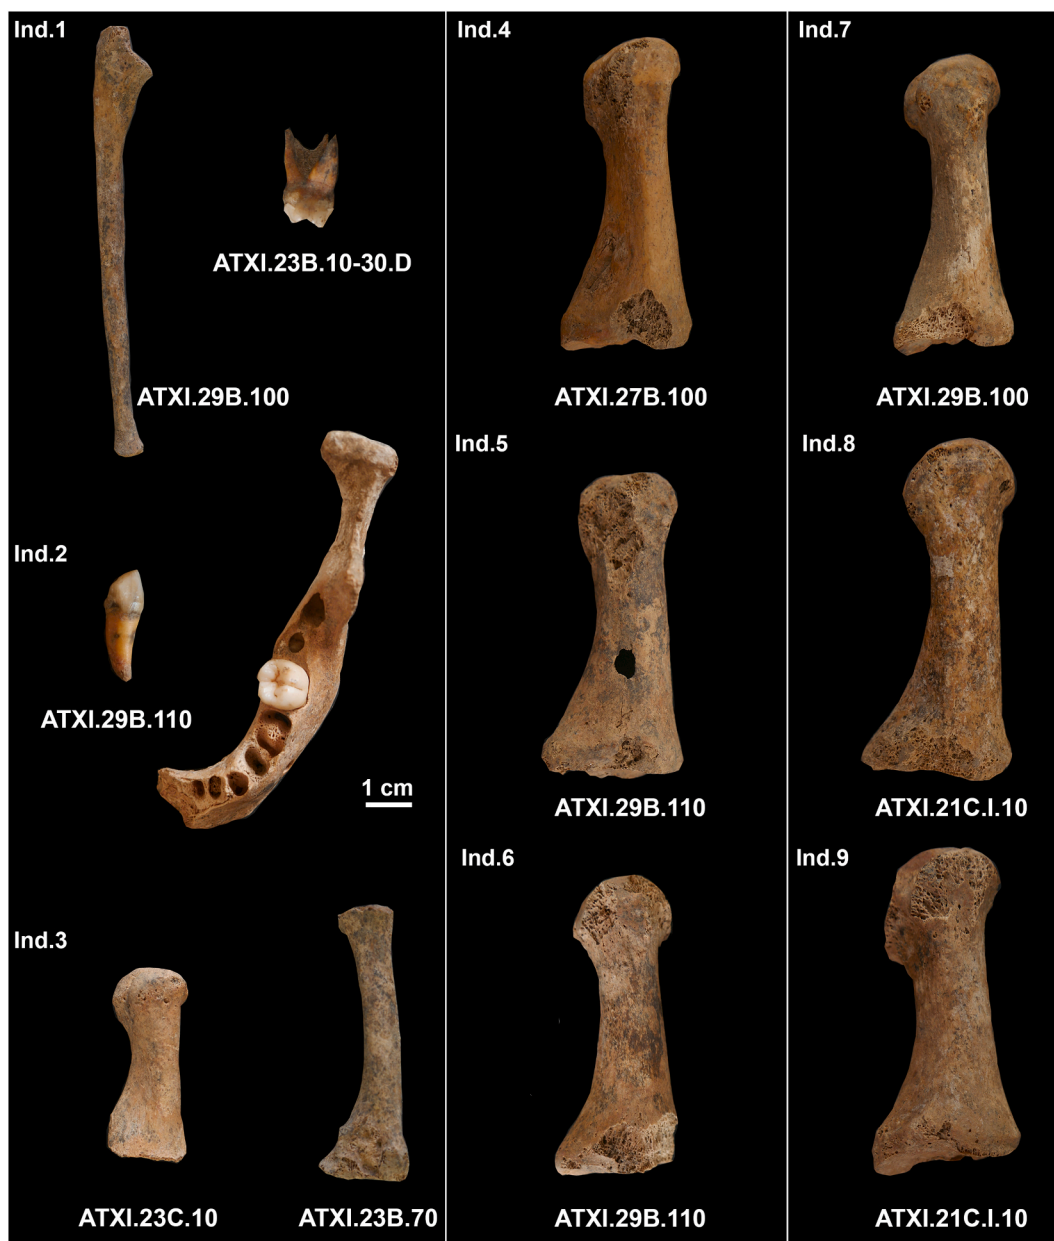 Ind.1
ATXI.23B.10-30.D
ATXI.29B.100
Ind.2
ATXI.29B.110
1 cm
Ind.3
ATXI.23C.10
ATXI.23B.70
Ind.4
ATXI.27B.100
Ind.5
ATXI.29B.110
Ind.6
ATXI.29B.110
Ind.7
ATXI.29B.100
Ind.8
ATXI.21C.I.10
Ind.9
ATXI.21C.I.10